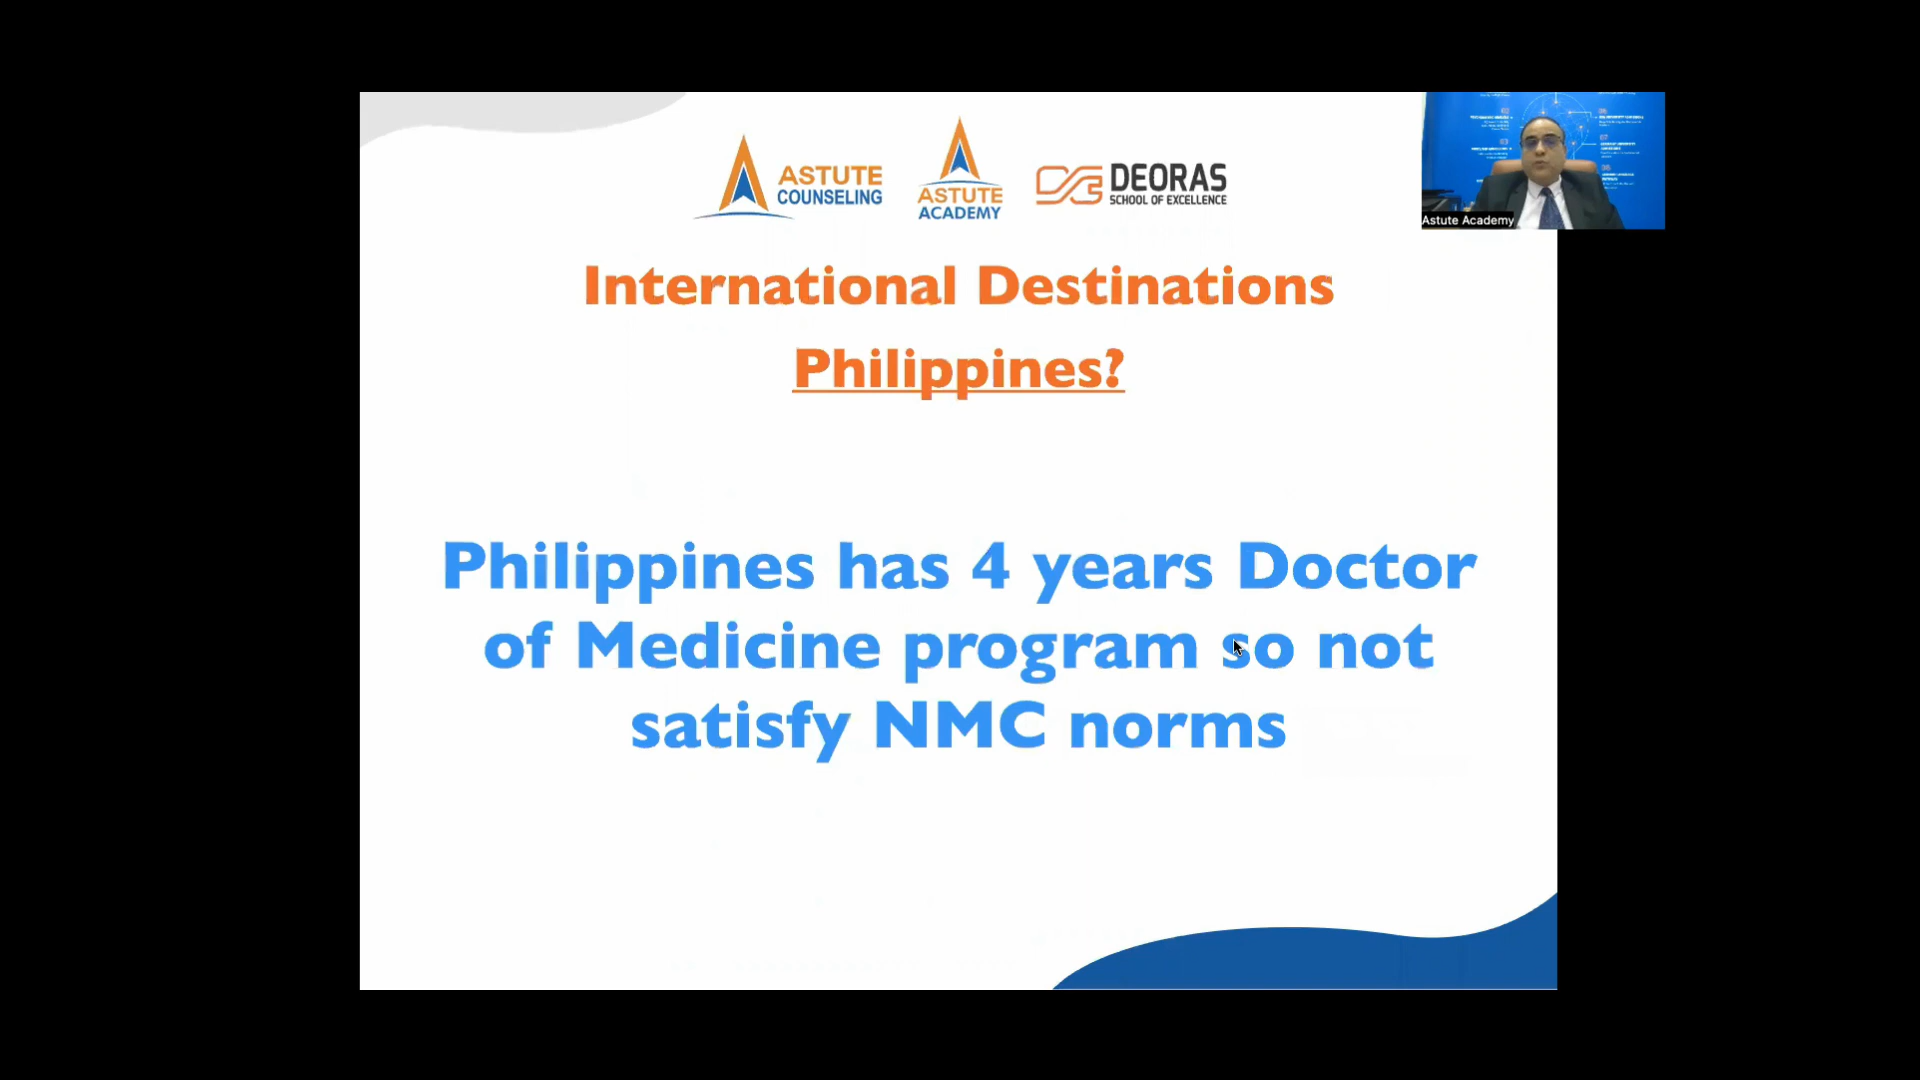 ASTUTE
COUNSELING
ASTUTE
ACADEMY
DEORAS
SCHOOL OF EXCELLENCE
Astute Academy
International Destinations
Philippines?
Philippines has 4 years Doctor
of Medicine program so not
satisfy NMC norms